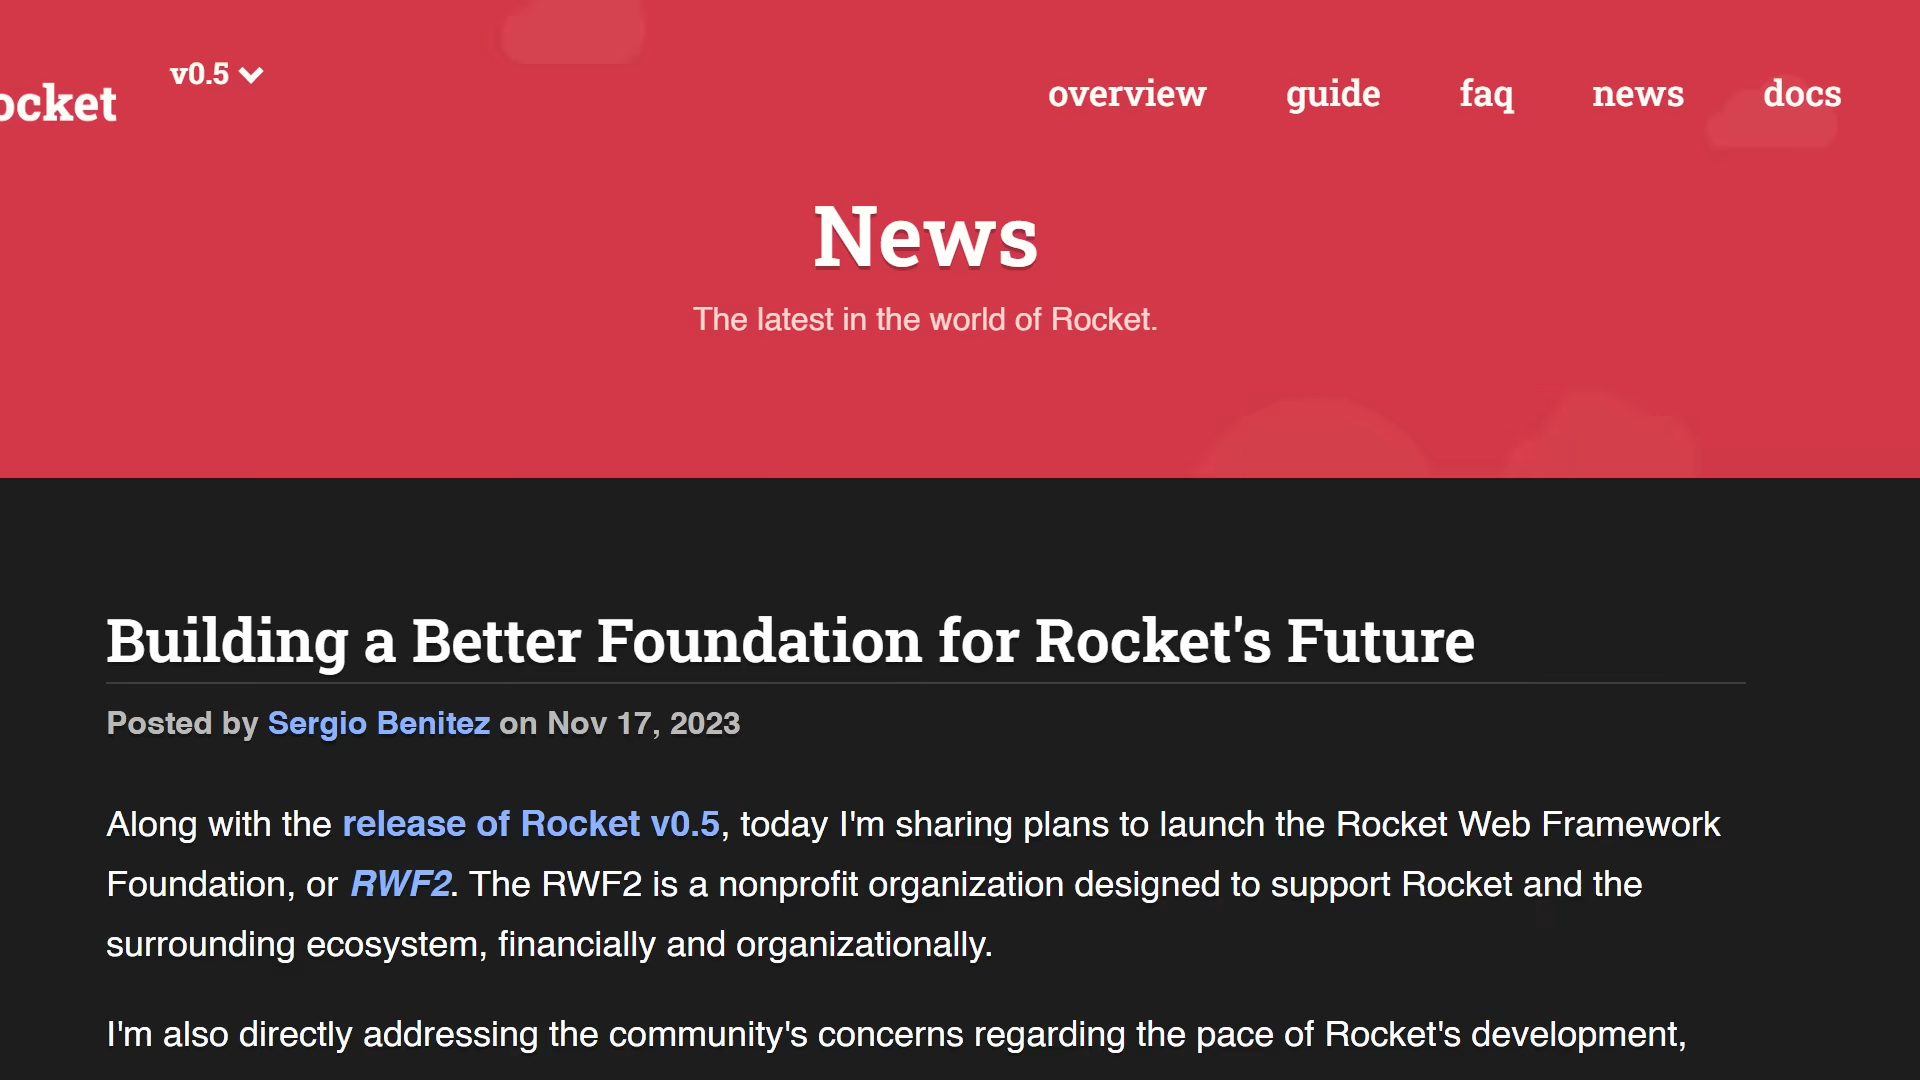 ocket
v0.5
overview guide faq news docs
News
The latest in the world of Rocket.
Building a Better Foundation for Rocket's Future
Posted by Sergio Benitez on Nov 17, 2023
Along with the release of Rocket v0.5, today I'm sharing plans to launch the Rocket Web Framework
Foundation, or RWF2. The RWF2 is a nonprofit organization designed to support Rocket and the
surrounding ecosystem, financially and organizationally.
I'm also directly addressing the community's concerns regarding the pace of Rocket's development,